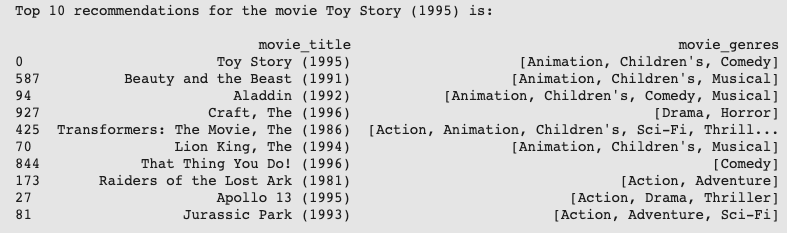 Top 10 recommendations for the movie Toy Story (1995) is:
movie_title movie_genres
0 Toy Story (1995) [Animation, Children's, Comedy]
587 Beauty and the Beast (1991) [Animation, Children's, Musical]
94 Aladdin (1992) [Animation, Children's, Comedy, Musical]
927 Craft, The (1996) [Drama, Horror]
425 Transformers: The Movie, The (1986) [Action, Animation, Children's, Sci-Fi, Thrill...
70 Lion King, The (1994) [Animation, Children's, Musical]
844 That Thing You Do! (1996) [Comedy]
173 Raiders of the Lost Ark (1981) [Action, Adventure]
27 Apollo 13 (1995) [Action, Drama, Thriller]
81 Jurassic Park (1993) [Action, Adventure, Sci-Fi]